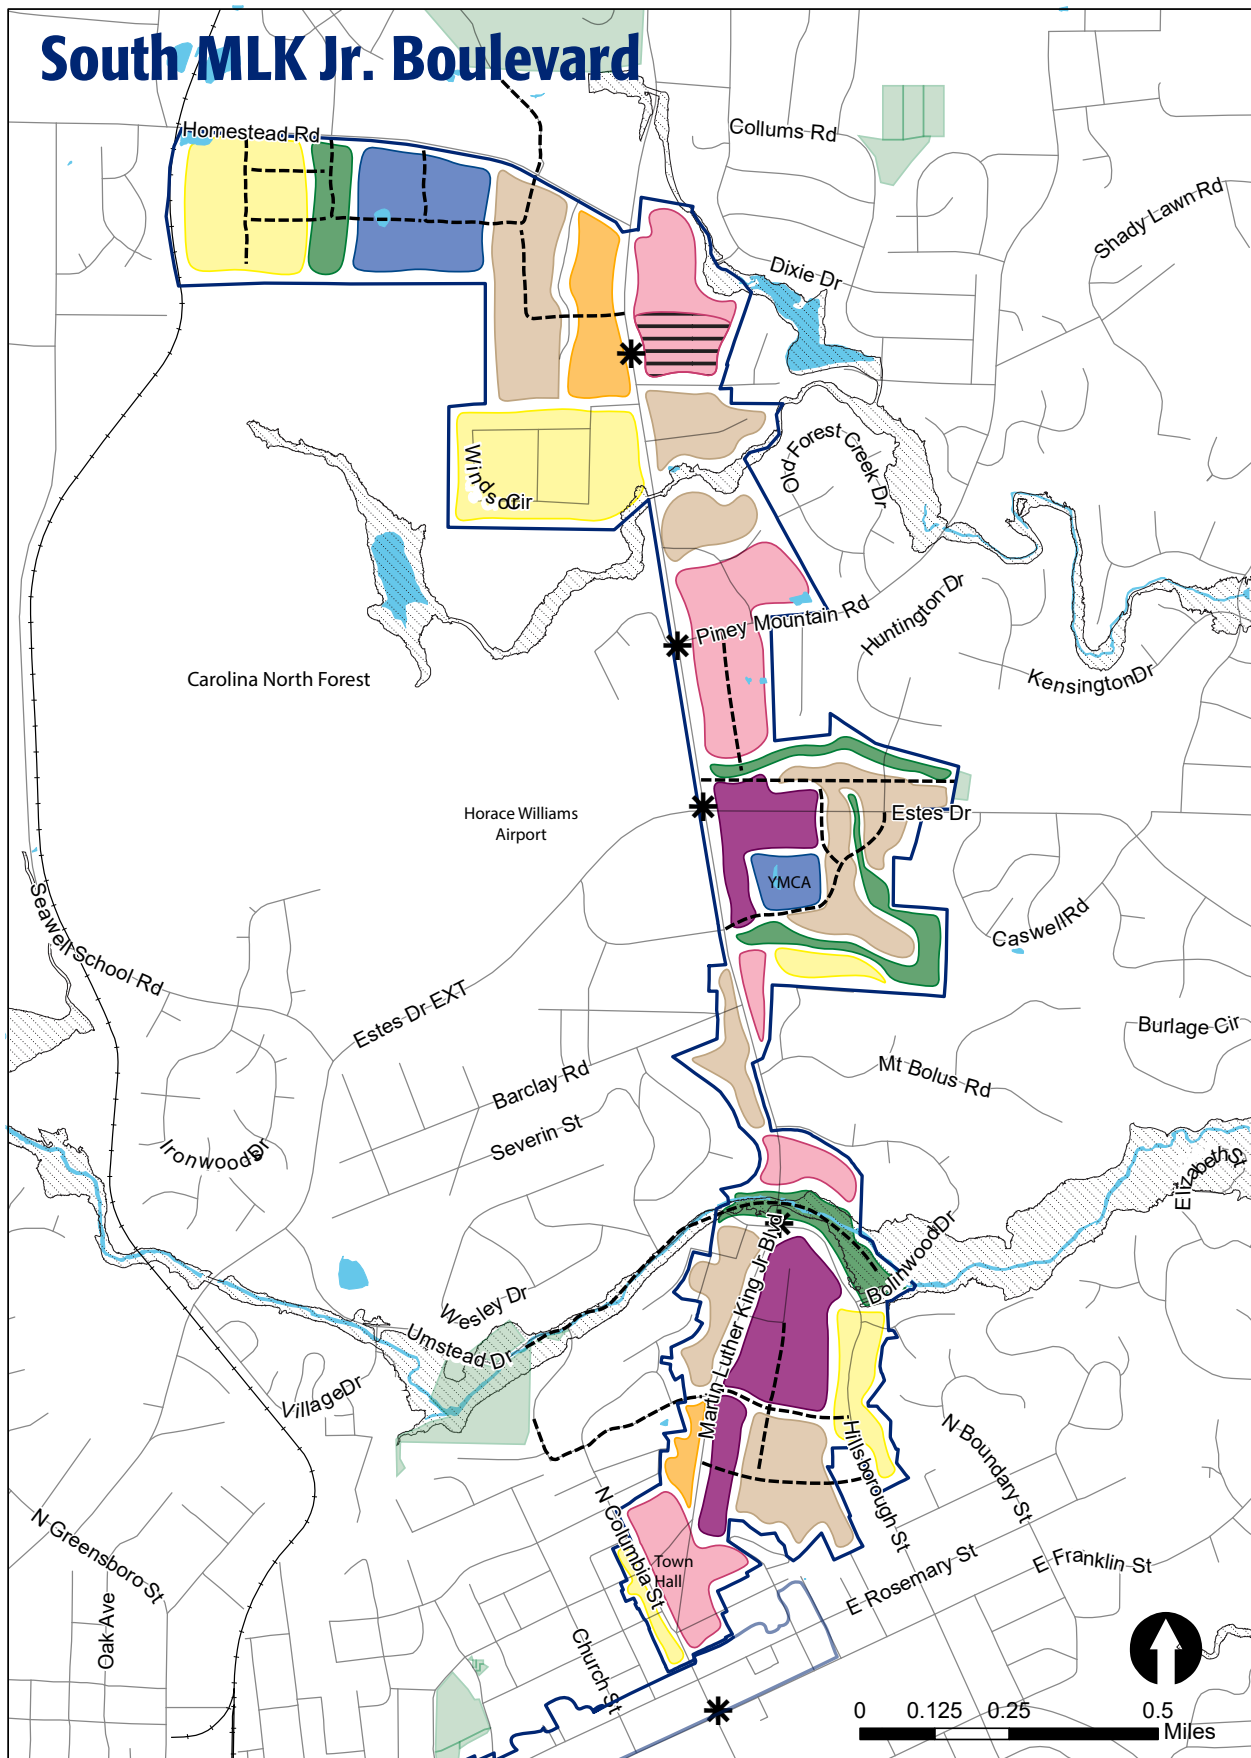 South MLK Jr. Boulevard
Homestead Rd
Collums Rd
Shady Lawn Rd
Dixie Dr
Old Forest Creek Dr
Windsor Cir
Huntington Dr
Piney Mountain Rd
Kensington Dr
Carolina North Forest
Horace Williams
Airport
Estes Dr
YMCA
Seawell School Rd
Caswell Rd
Estes Dr EXT
Burlage Cir
Barclay Rd
Mt Bolus Rd
Severin St
Ironwoods Dr
Elizabeth St
Martin Luther King Jr Blvd
Bolinwood Dr
Wesley Dr
Umstead Dr
Village Dr
Hillsborough St
N Boundary St
N Columbia St
N Greensboro St
Town
Hall
E Rosemary St
E Franklin St
Oak Ave
Church St
0 0.125 0.25 0.5
Miles